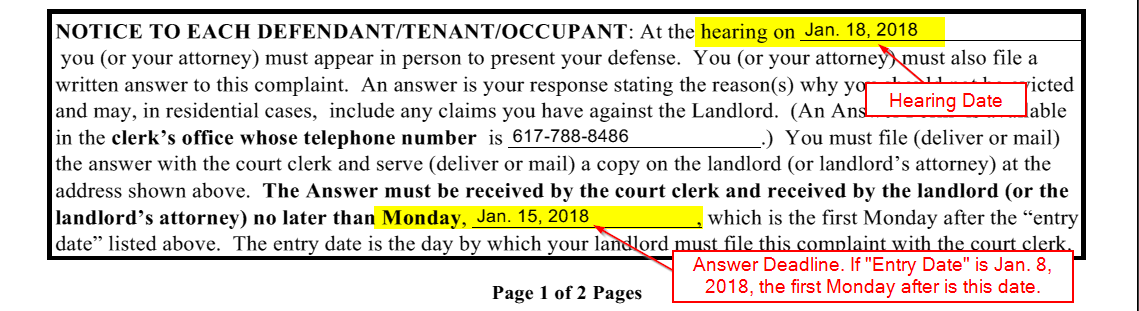 NOTICE TO EACH DEFENDANT/TENANT/OCCUPANT: At the hearing on Jan. 18, 2018
you (or your attorney) must appear in person to present your defense. You (or your attorney) must also file a
written answer to this complaint. An answer is your response stating the reason(s) why
and may, in residential cases, include any claims you have against the Landlord. (An
Hearing Date
in the clerk's office whose telephone number is 617-788-8486 .) You must file (deliver or mail)
the answer with the court clerk and serve (deliver or mail) a copy on the landlord (or landlord's attorney) at the
address shown above. The Answer must be received by the court clerk and received by the landlord (or the
landlord's attorney) no later than Monday, Jan. 15, 2018 , which is the first Monday after the “entry
date” listed above. The entry date is the day by which your landlord must file this complaint with the court clerk.
Answer Deadline. If "Entry Date" is Jan. 8,
2018, the first Monday after is this date.
Page 1 of 2 Pages